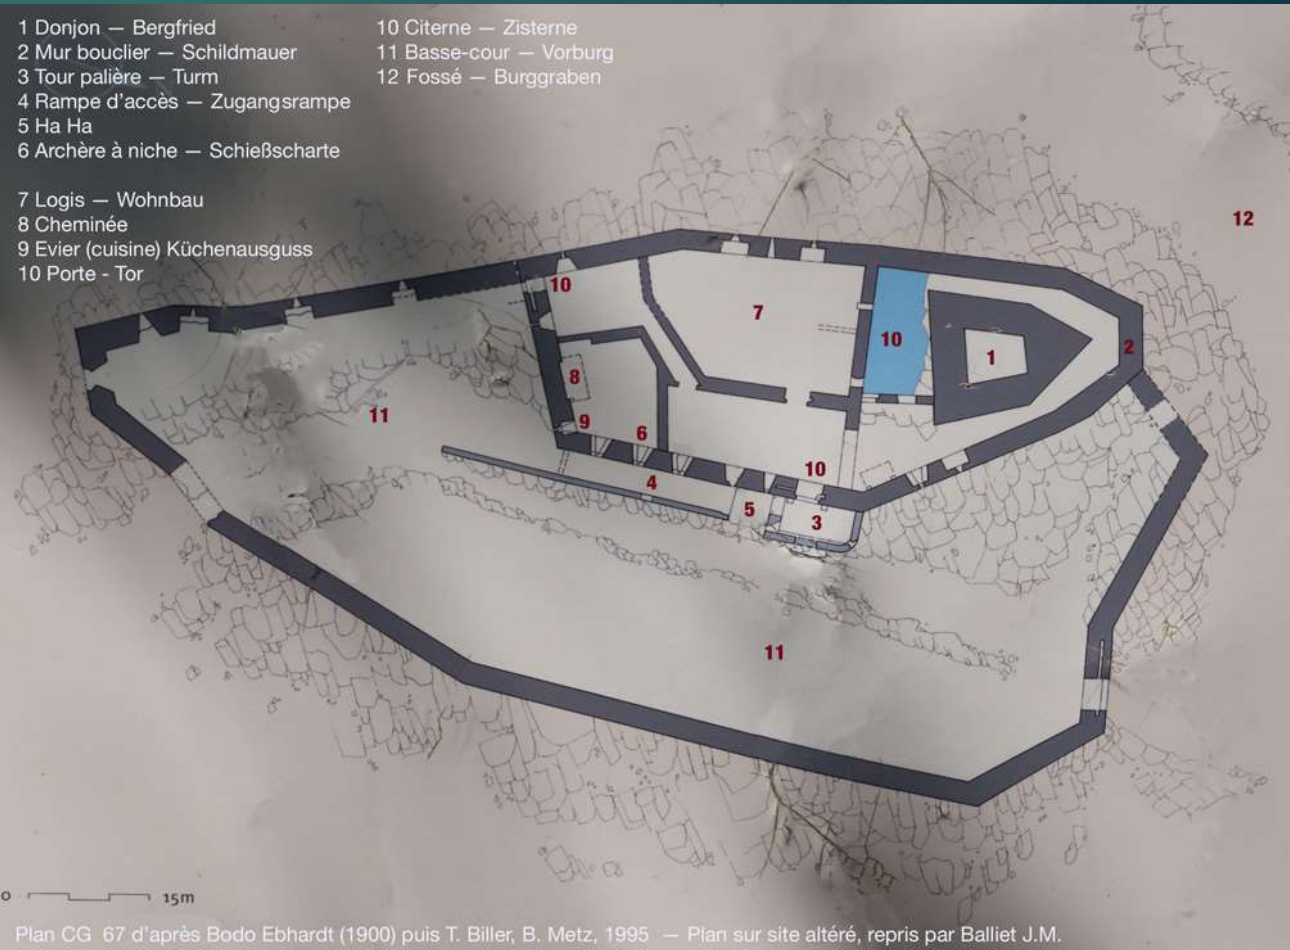 1 Donjon — Bergfried
2 Mur bouclier — Schildmauer
3 Tour palière — Turm
4 Rampe d'accès — Zugangsrampe
5 Ha Ha
6 Archère à niche — Schießscharte
7 Logis — Wohnbau
8 Cheminée
9 Evier (cuisine) Küchenausguss
10 Porte - Tor
10 Citerne — Zisterne
11 Basse-cour — Vorburg
12 Fossé — Burggraben
12
10
7
10
1
2
8
11
9
6
10
4
5
3
11
0 15m
Plan CG 67 d'après Bodo Ebhardt (1900) puis T. Biller, B. Metz, 1995 — Plan sur site altéré, repris par Balliet J.M.